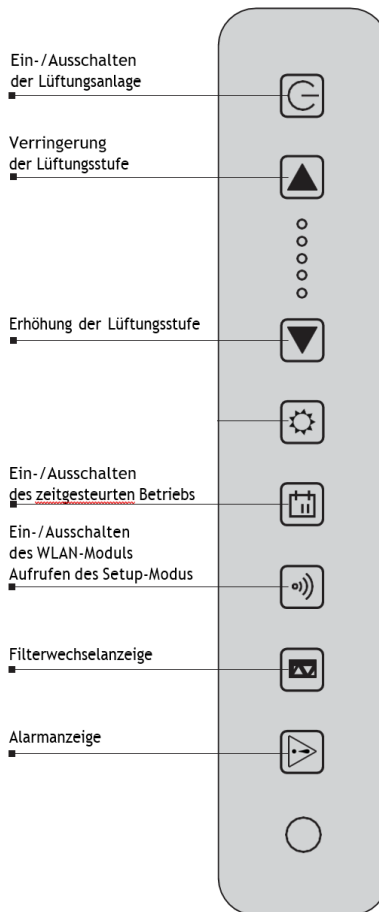 Ein-/Ausschalten
der Lüftungsanlage
Verringerung
der Lüftungsstufe
Erhöhung der Lüftungsstufe
Ein-/Ausschalten
des zeitgesteurten Betriebs
Ein-/Ausschalten
des WLAN-Moduls
Aufrufen des Setup-Modus
Filterwechselanzeige
Alarmanzeige